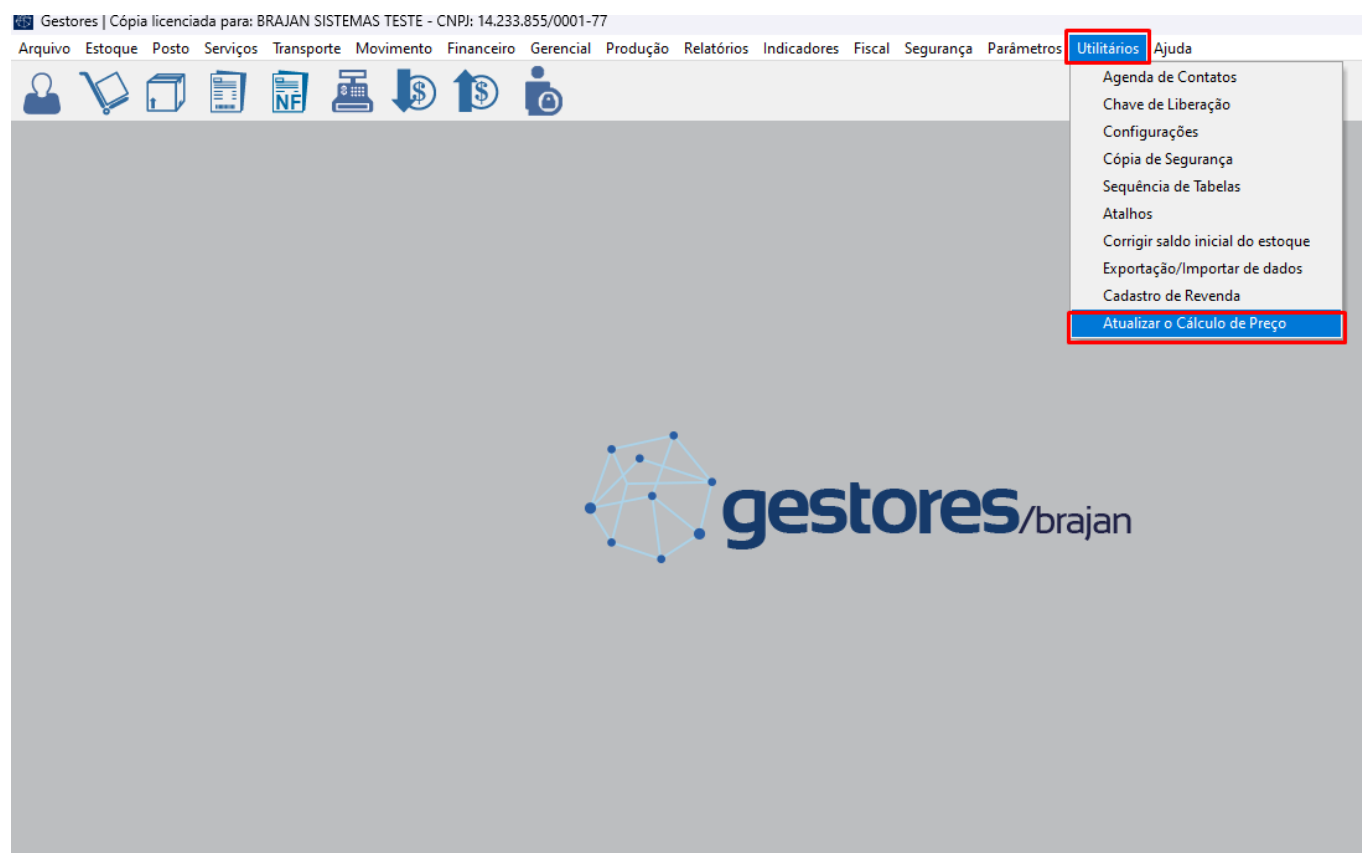 Gestores | Cópia licenciada para: BRAJAN SISTEMAS TESTE - CNPJ: 14.233.855/0001-77
Arquivo Estoque Posto Serviços Transporte Movimento Financeiro Gerencial Produção Relatórios Indicadores Fiscal Segurança Parâmetros Utilitários Ajuda
NF $ $ $
Agenda de Contatos
Chave de Liberação
Configurações
Cópia de Segurança
Sequência de Tabelas
Atalhos
Corrigir saldo inicial do estoque
Exportação/Importar de dados
Cadastro de Revenda
Atualizar o Cálculo de Preço
gestores/brajan